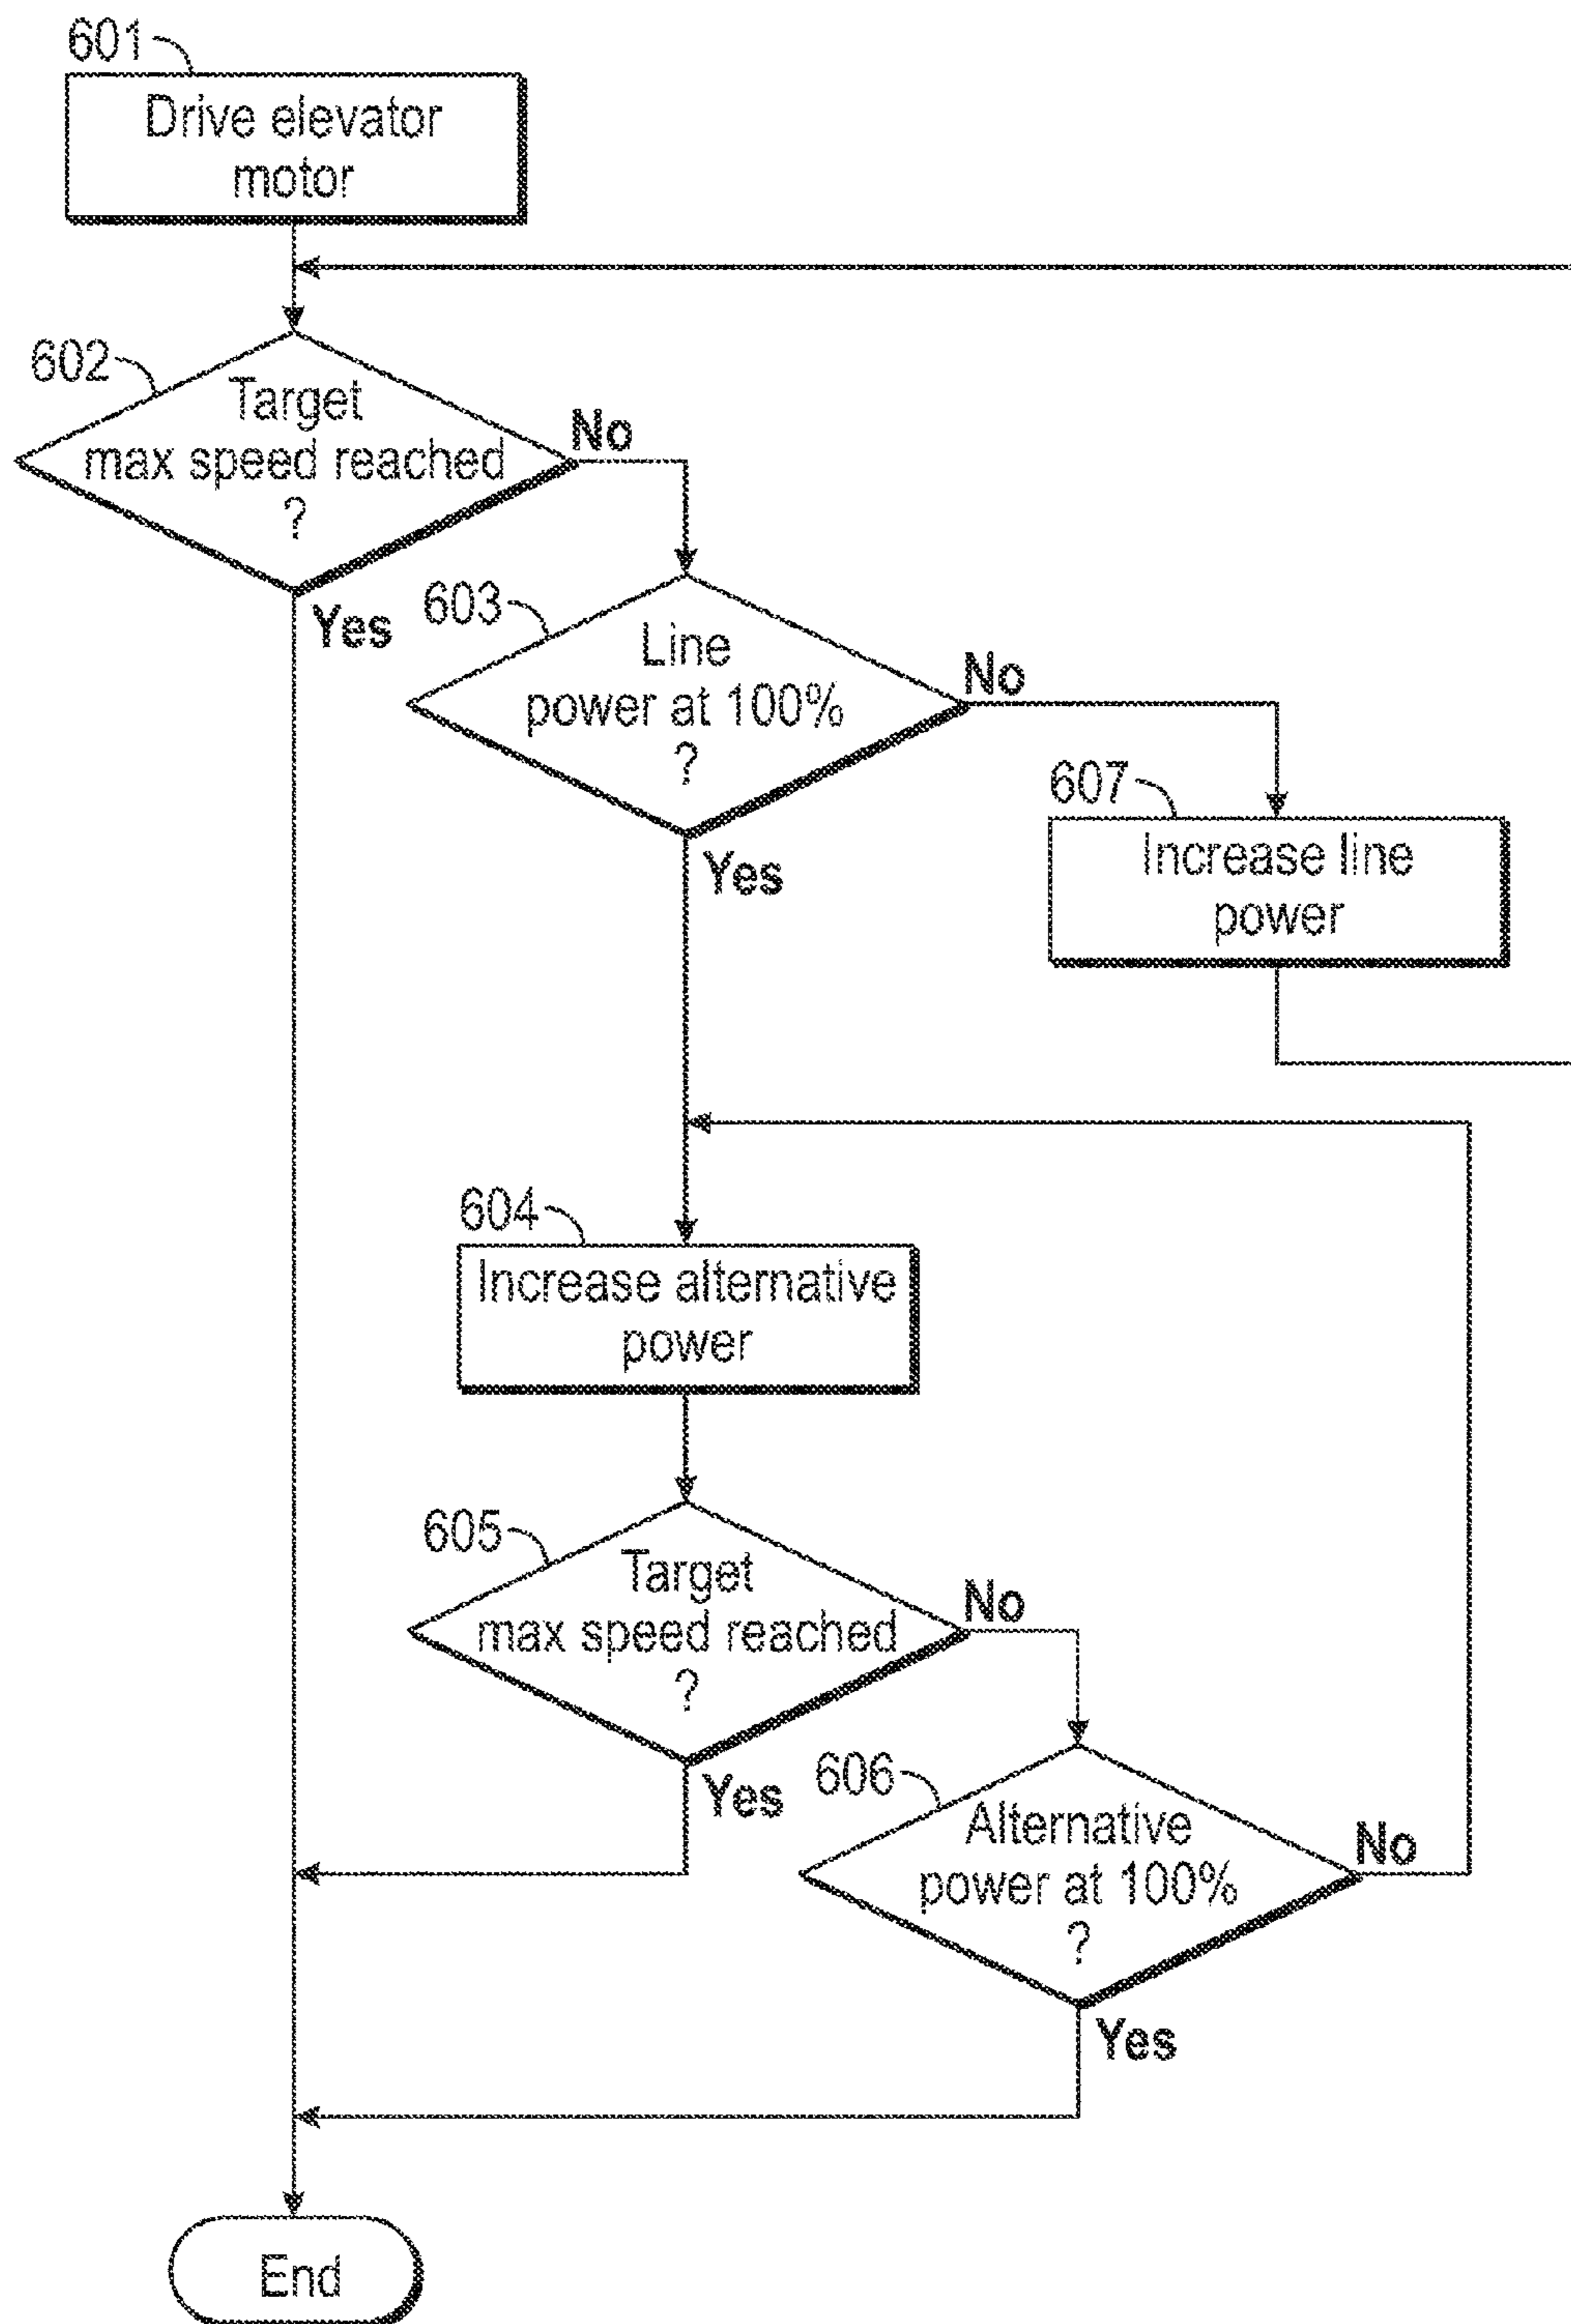 601
Drive elevator
motor
602
Target
max speed reached
?
No
Yes
603
Line
power at 100%
?
No
Yes
607
Increase line
power
604
Increase alternative
power
605
Target
max speed reached
?
No
Yes
606
Alternative
power at 100%
?
No
Yes
End